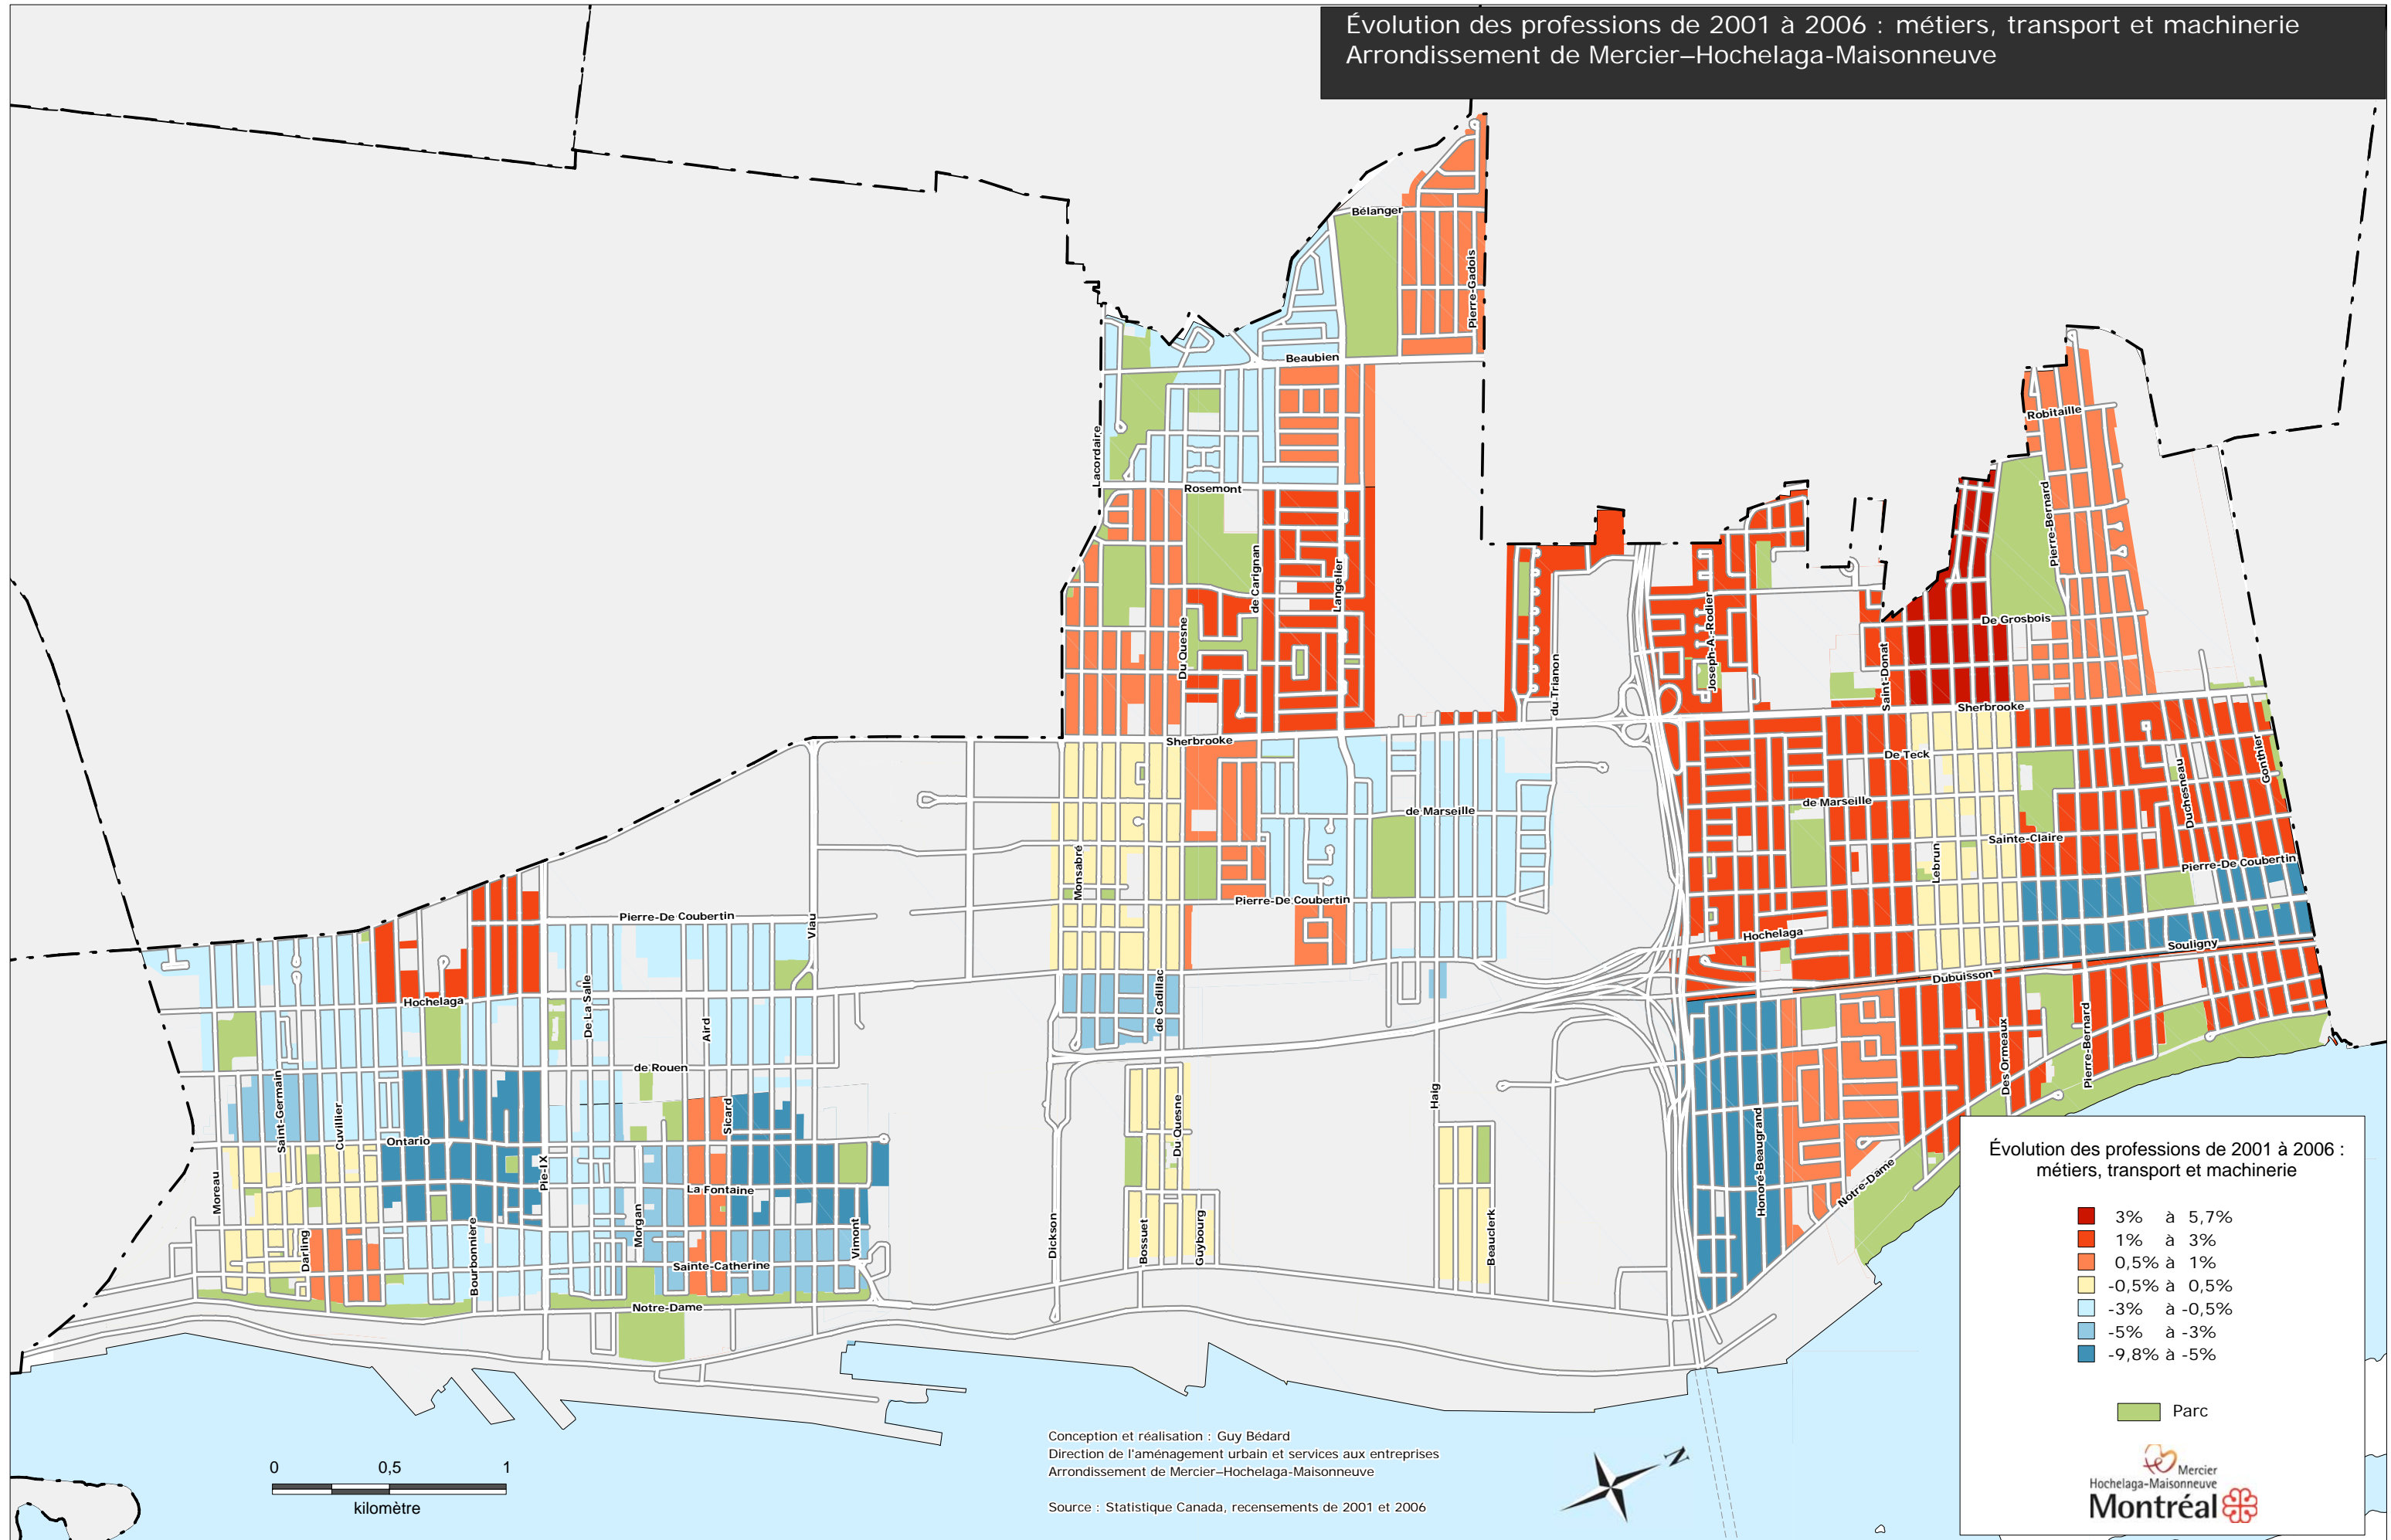 Évolution des professions de 2001 à 2006 : métiers, transport et machinerie
Arrondissement de Mercier–Hochelaga-Maisonneuve
Bélanger
Pierre-Gadois
Beaubien
Lacordaire
Rosemont
de Carignan
Langelier
Du Quesne
Sherbrooke
du Trianon
Joseph-A.-Rodier
Saint-Donat
Robitaille
Pierre-Bernard
De Grosbois
Sherbrooke
De Teck
Gonthier
Duchesneau
de Marseille
de Marseille
Sainte-Claire
Lebrun
Pierre-De Coubertin
Monsabré
Pierre-De Coubertin
Pierre-De Coubertin
Viau
Hochelaga
Souligny
Dubuisson
Hochelaga
De La Salle
Aird
de Cadillac
de Rouen
Saint-Germain
Cuvillier
Sicard
Ontario
Pie-IX
Moreau
La Fontaine
Morgan
Darling
Bourbonnière
Vimont
Sainte-Catherine
Notre-Dame
Dickson
Bossuet
Guybourg
Du Quesne
Haig
Beauclerk
Honoré-Beaugrand
Des Ormeaux
Pierre-Bernard
Notre-Dame
Évolution des professions de 2001 à 2006 :
métiers, transport et machinerie
3% à 5,7%
1% à 3%
0,5% à 1%
-0,5% à 0,5%
-3% à -0,5%
-5% à -3%
-9,8% à -5%
Parc
Mercier
Hochelaga-Maisonneuve
Montréal
0 0,5 1
kilomètre
Conception et réalisation : Guy Bédard
Direction de l'aménagement urbain et services aux entreprises
Arrondissement de Mercier–Hochelaga-Maisonneuve
Source : Statistique Canada, recensements de 2001 et 2006
N